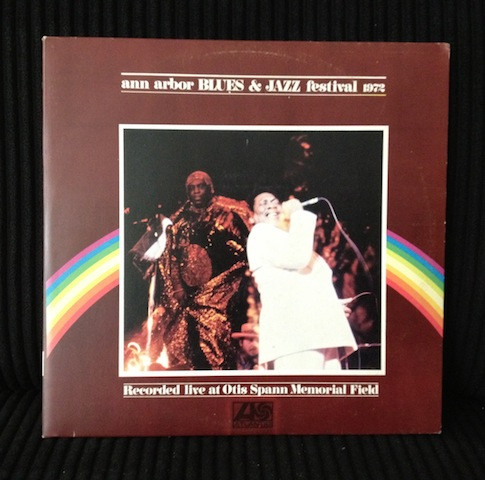 ann arbor BLUES & JAZZ festival 1972
Recorded live at Otis Spann Memorial Field